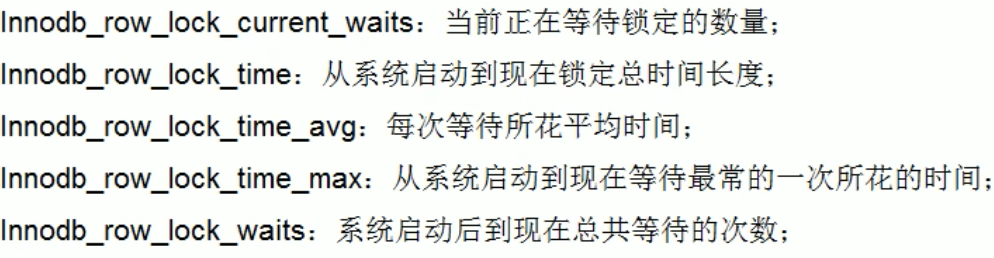 Innodb_row_lock_current_waits：当前正在等待锁定的数量；
Innodb_row_lock_time：从系统启动到现在锁定总时间长度；
Innodb_row_lock_time_avg：每次等待所花平均时间；
Innodb_row_lock_time_max：从系统启动到现在等待最常的一次所花的时间；
Innodb_row_lock_waits：系统启动后到现在总共等待的次数；